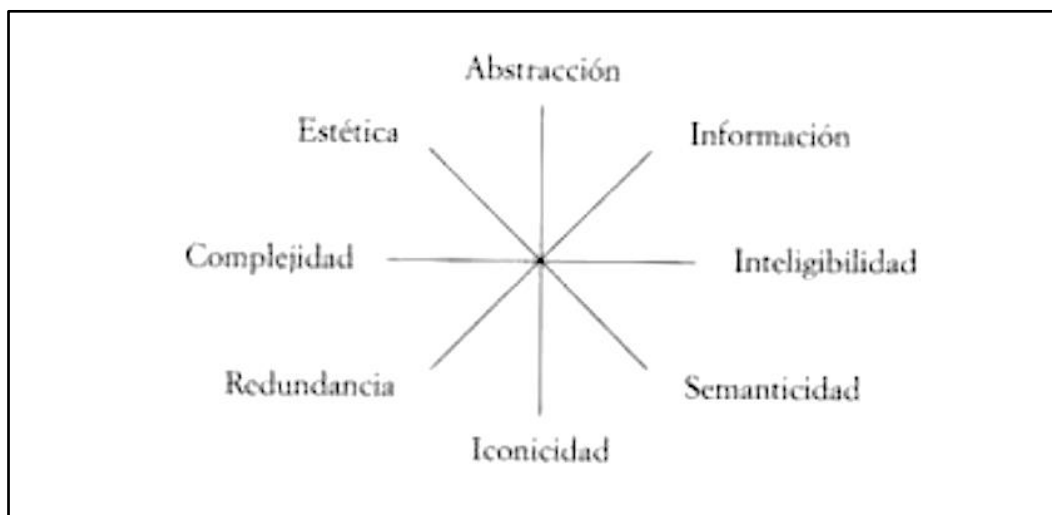 Abstracción
Estética
Información
Complejidad
Inteligibilidad
Redundancia
Semanticidad
Iconicidad